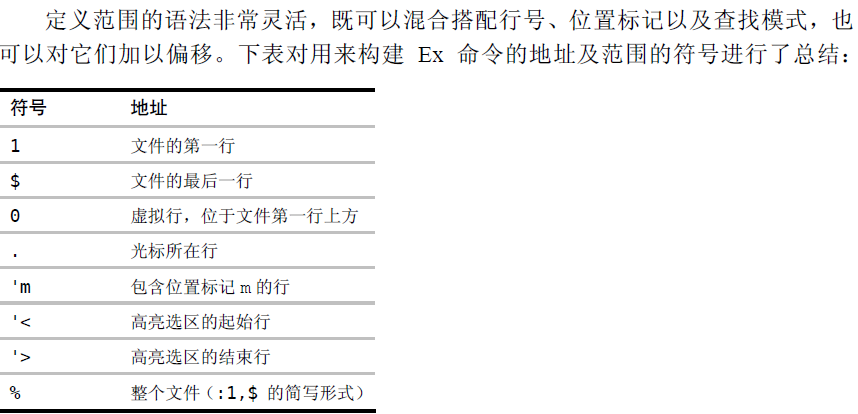 定义范围的语法非常灵活，既可以混合搭配行号、位置标记以及查找模式，也
可以对它们加以偏移。下表对用来构建 Ex 命令的地址及范围的符号进行了总结：
符号 地址
1 文件的第一行
$ 文件的最后一行
0 虚拟行，位于文件第一行上方
. 光标所在行
'm 包含位置标记 m 的行
'< 高亮选区的起始行
'> 高亮选区的结束行
% 整个文件（:1,$ 的简写形式）